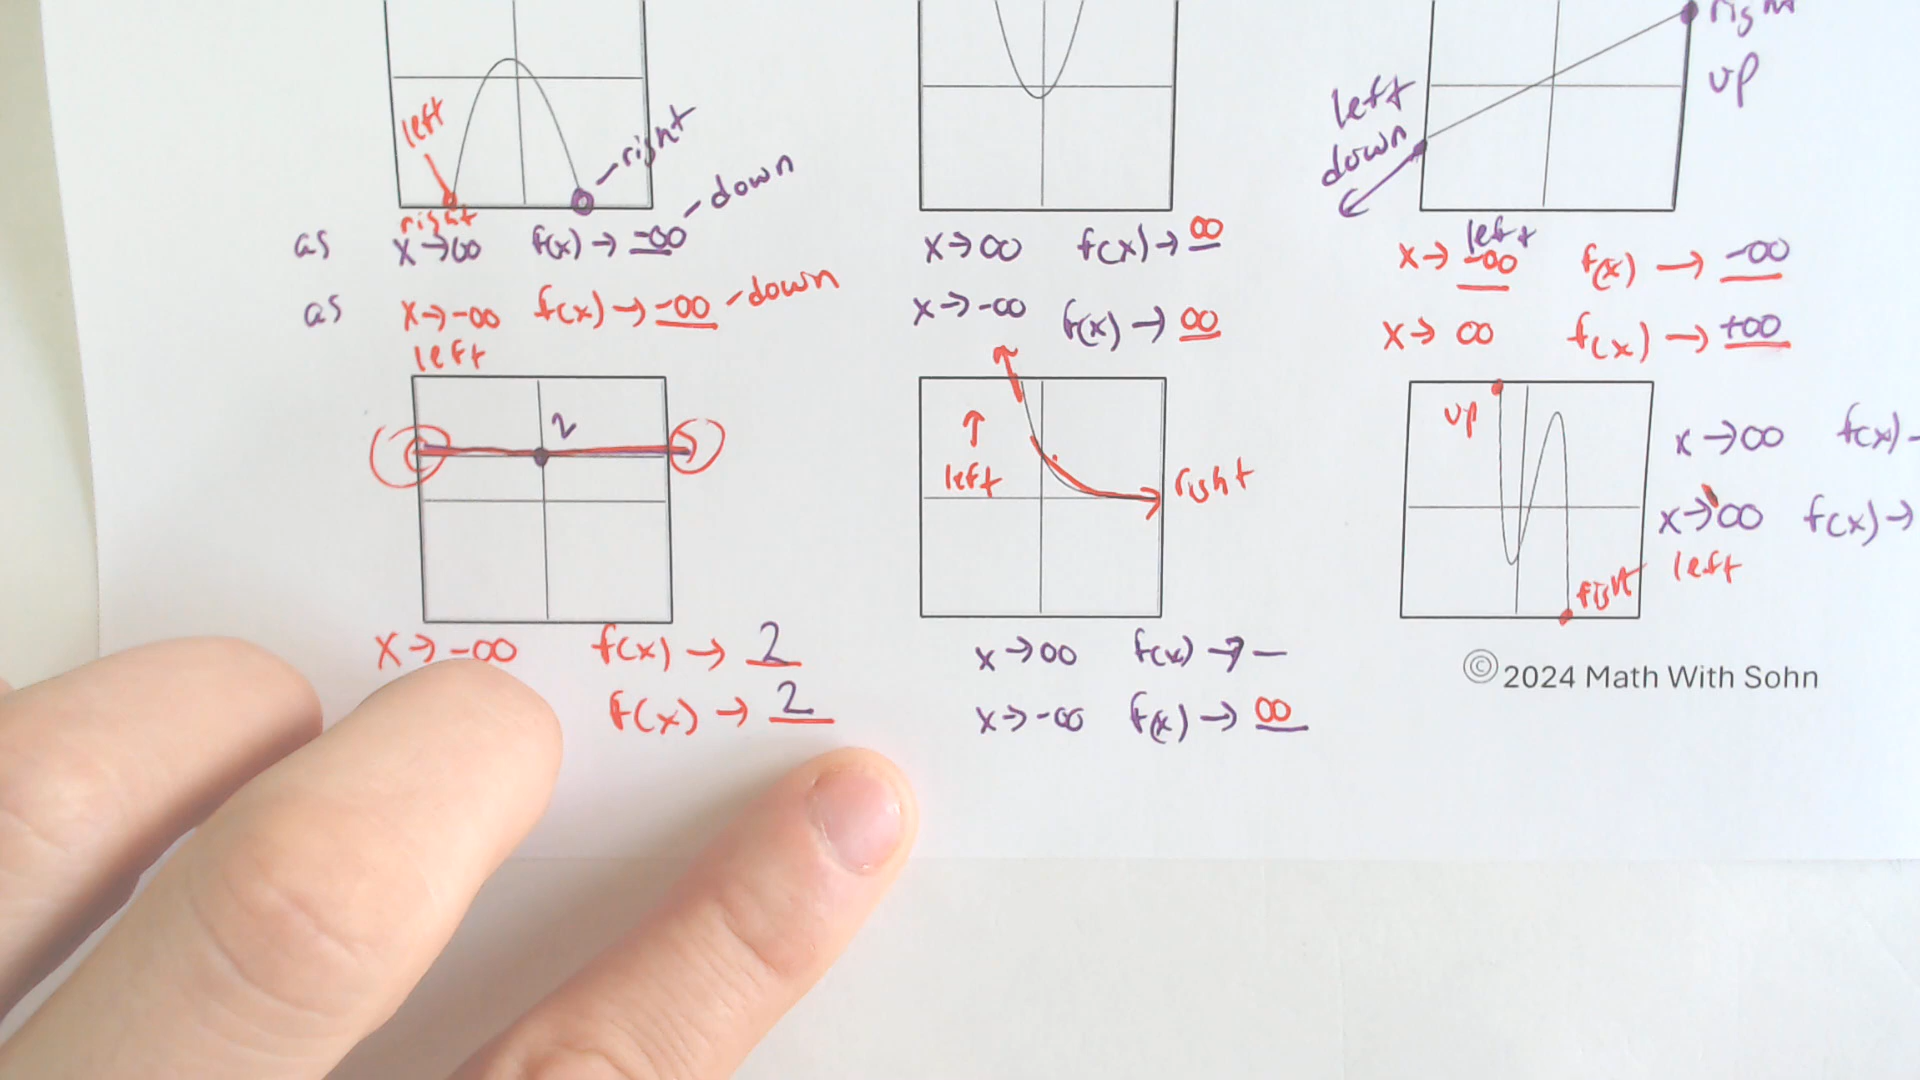 right
up
left
down
left
right
down
right
as x→∞ f(x)→-∞
as x→-∞ f(x)→-∞ -down
left
x→∞ f(x)→∞
x→-∞ f(x)→∞
left
x→-∞ f(x)→-∞
x→∞ f(x)→+∞
2
x→-∞ f(x)→2
f(x)→2
left
right
x→∞ f(x)→
x→-∞ f(x)→∞
up
right
x→∞ f(x)-
x→∞ f(x)→
left
©2024 Math With Sohn